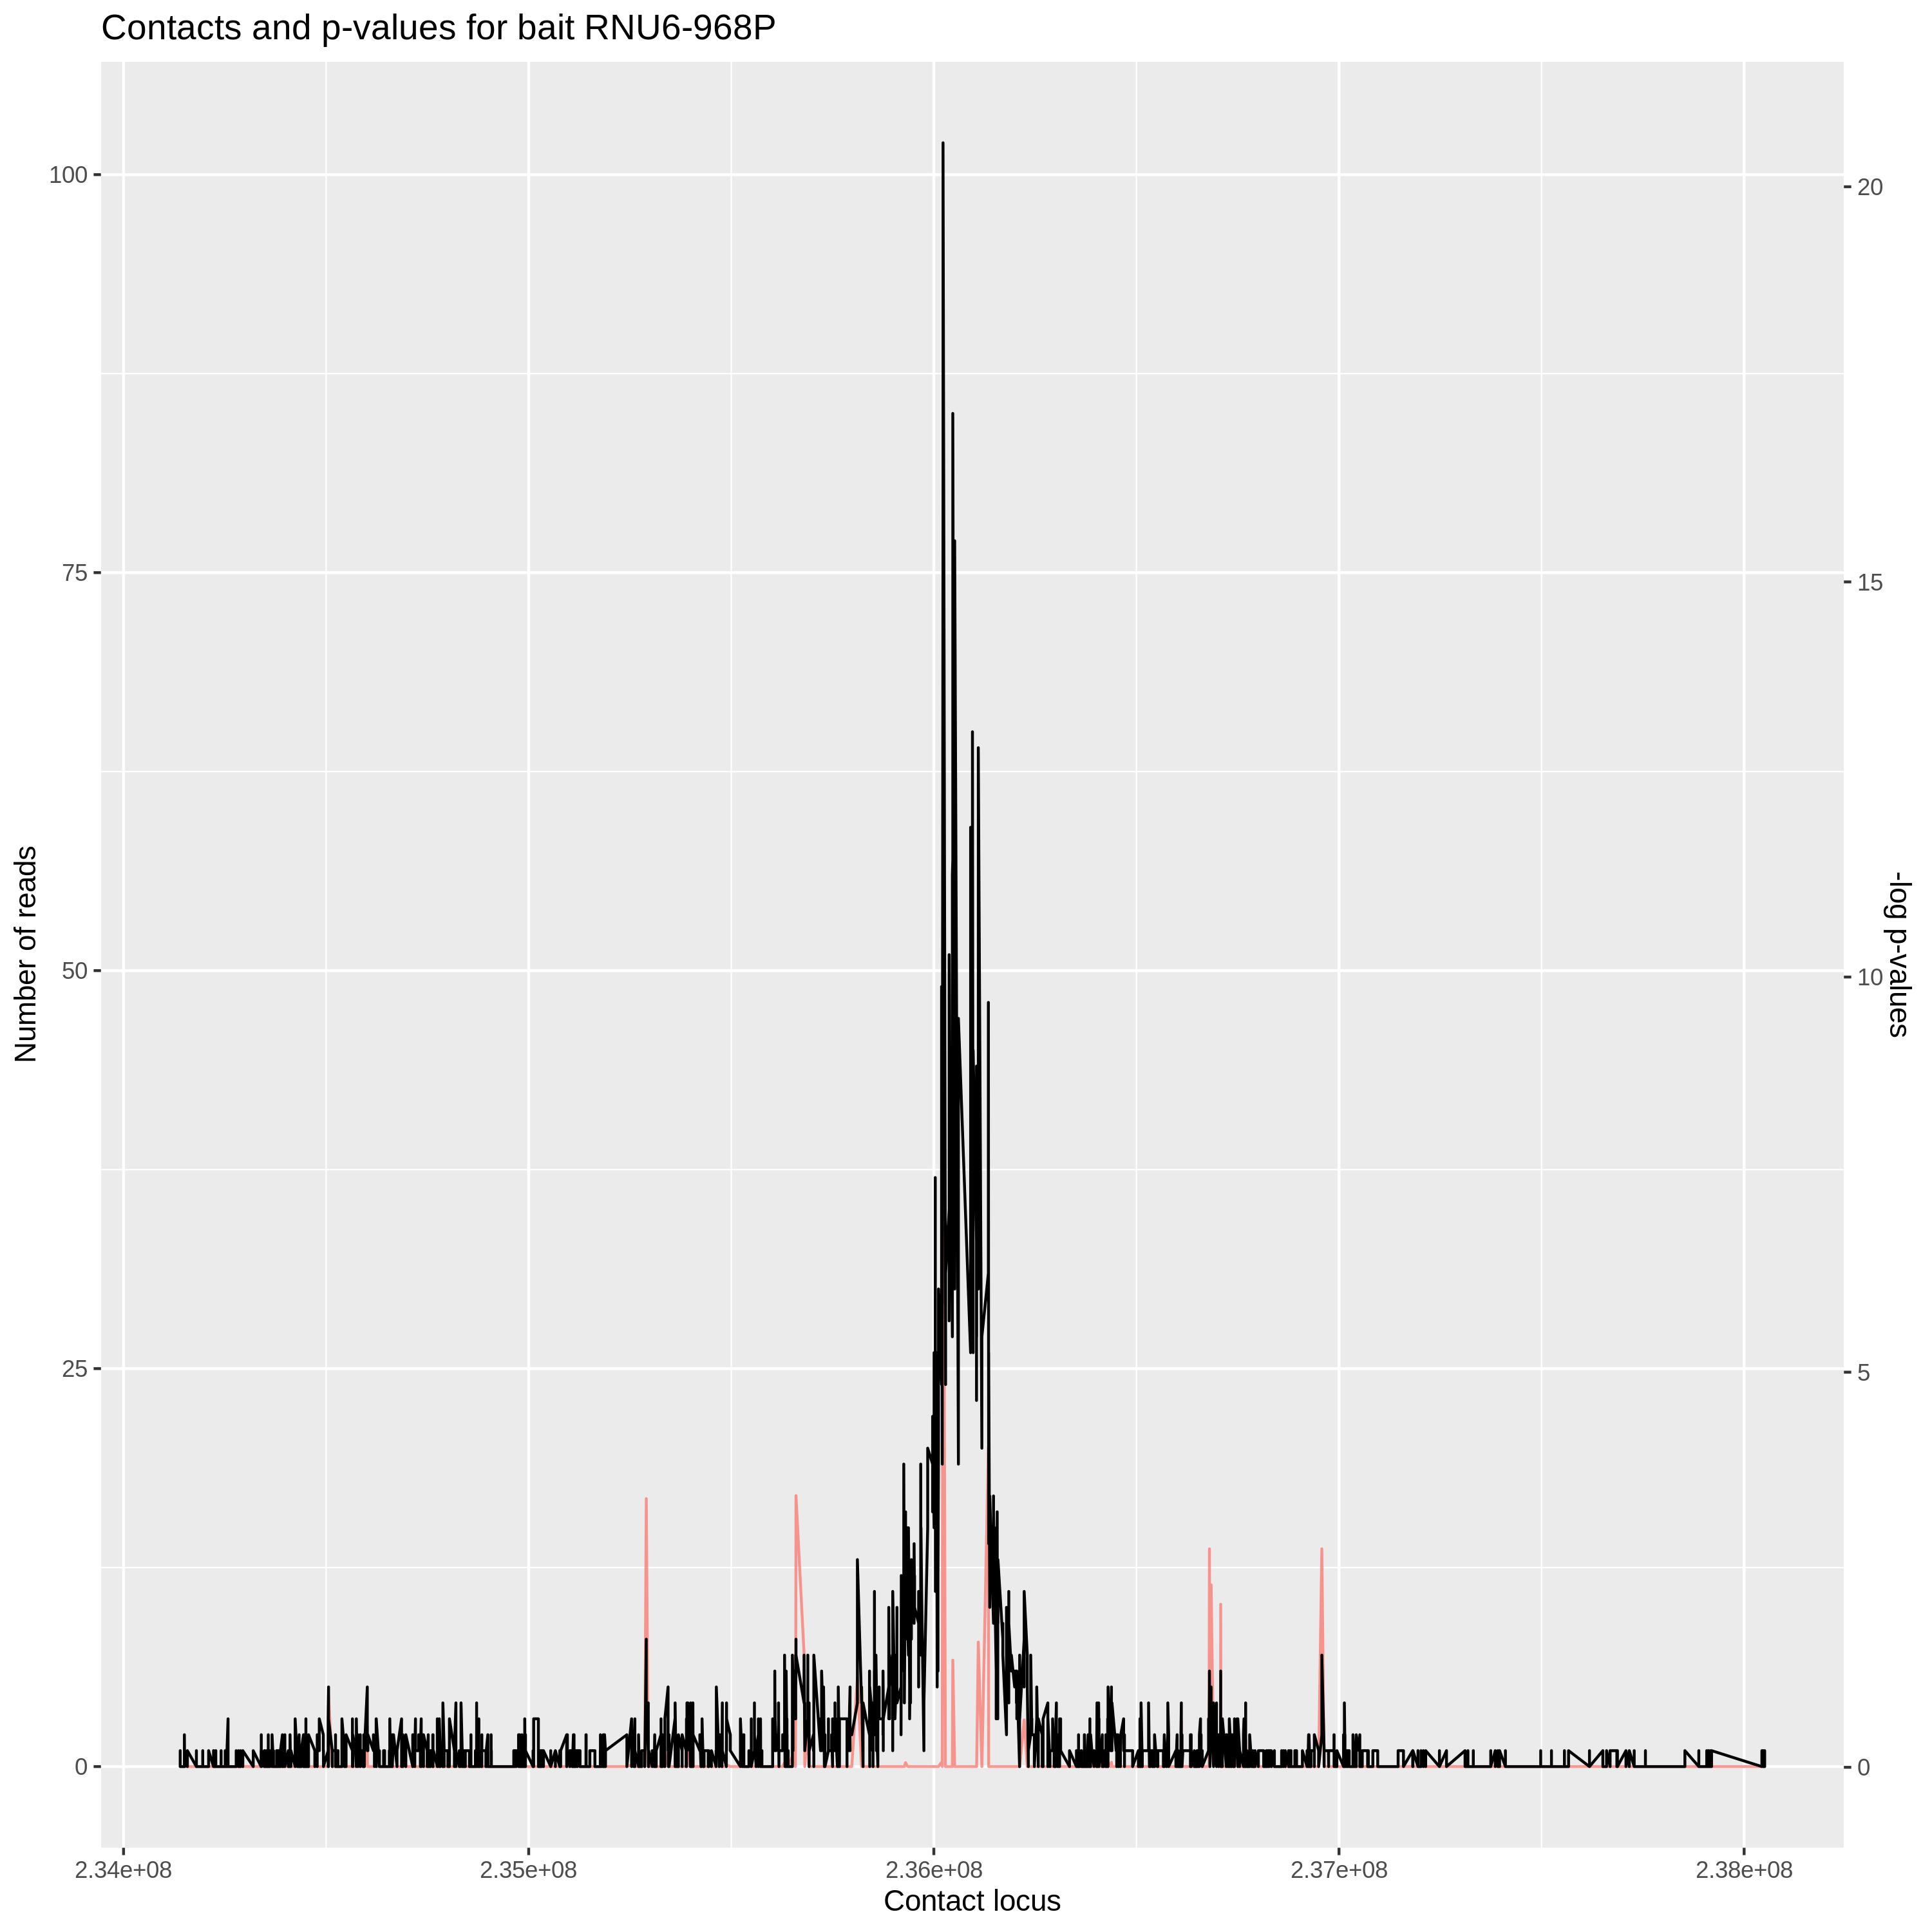 Contacts and p-values for bait RNU6-968P
100
75
50
25
0
Number of reads
20
15
10
5
0
-log p-values
2.34e+08 2.35e+08 2.36e+08 2.37e+08 2.38e+08
Contact locus